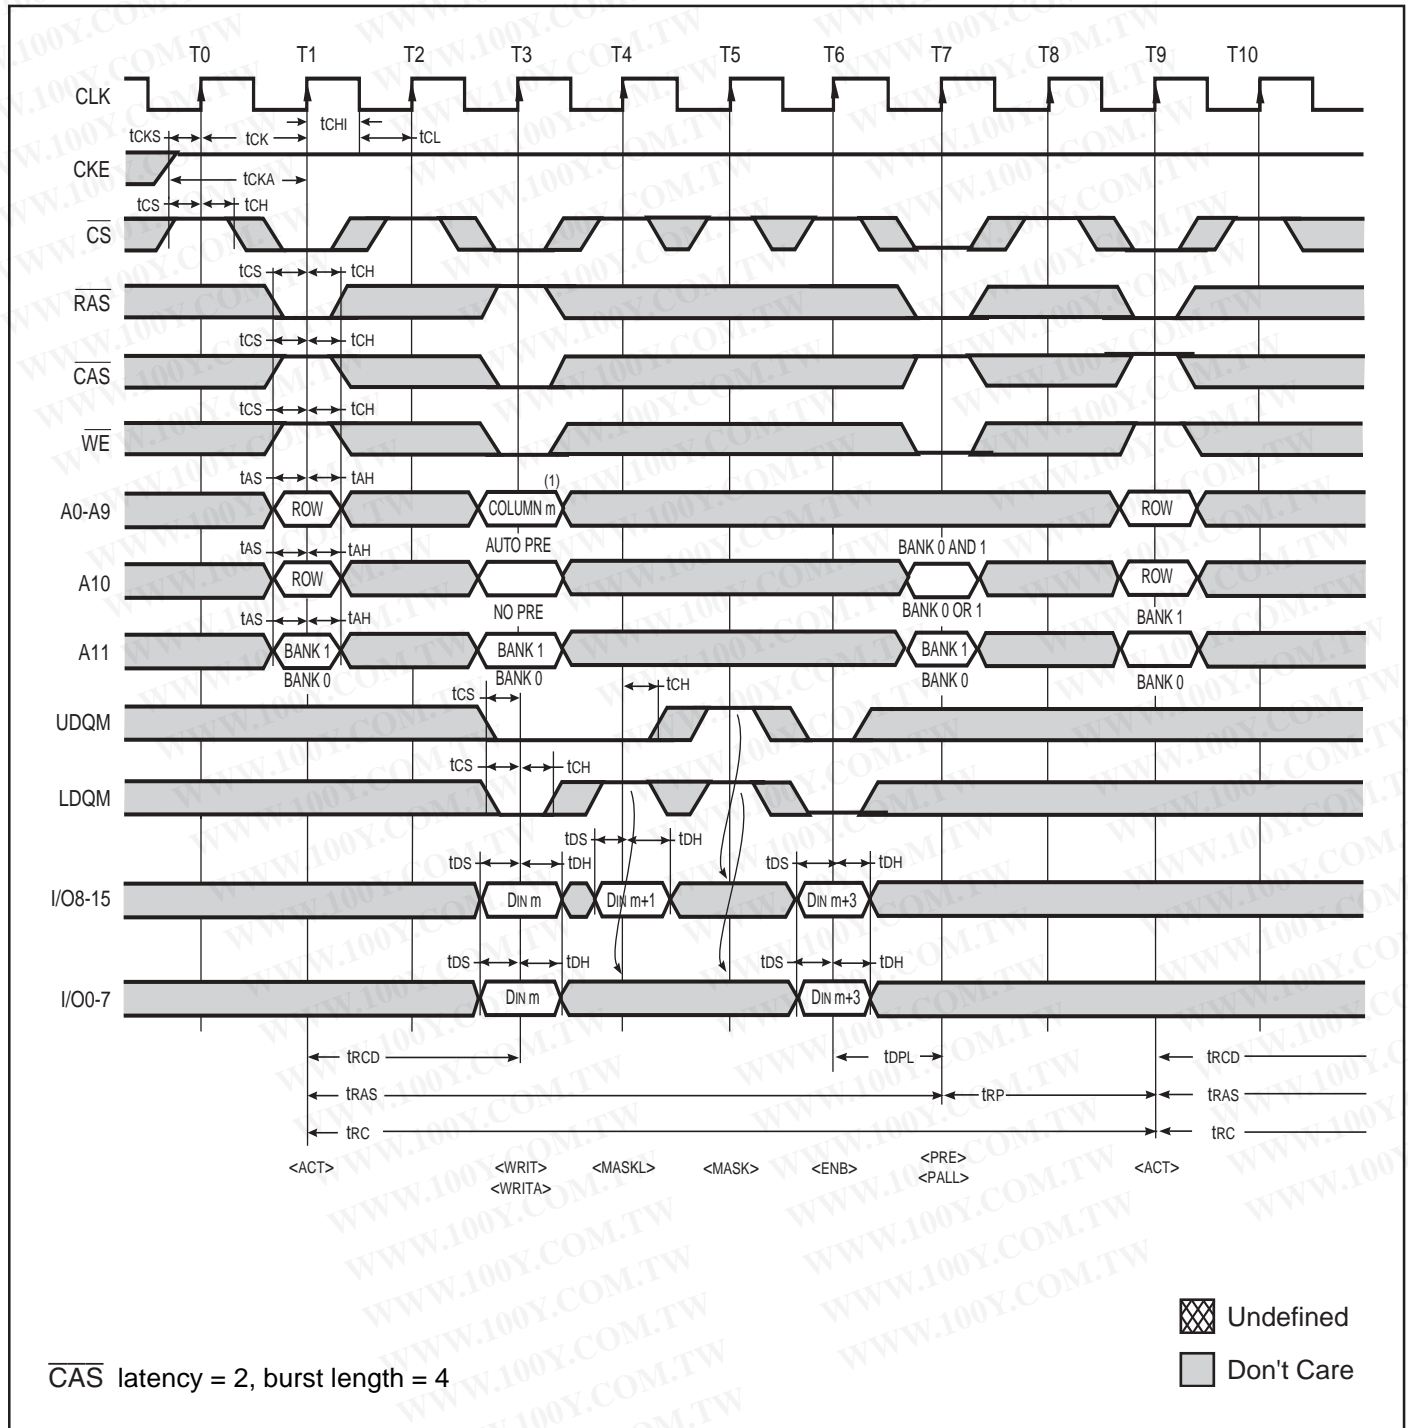 T0 T1 T2 T3 T4 T5 T6 T7 T8 T9 T10
CLK
tCHI
tCKS tCK tCL
CKE
tCKA
tCS tCH
CS
tCS tCH
RAS
tCS tCH
CAS
tCS tCH
WE
tAS tAH (1)
A0-A9 ROW COLUMN m ROW
tAS tAH AUTO PRE BANK 0 AND 1
A10 ROW ROW
tAS tAH NO PRE BANK 0 OR 1 BANK 1
A11 BANK 1 BANK 1 BANK 1
BANK 0 BANK 0 BANK 0 BANK 0
tCS tCH
UDQM
tCS tCH
LDQM
tDS tDH
tDS tDH tDS tDH
I/O8-15 DIN m DIN m+1 DIN m+3
tDS tDH tDS tDH
I/O0-7 DIN m DIN m+3
tRCD tDPL tRCD
tRAS tRP tRAS
tRC tRC
<ACT> <WRIT> <MASKL> <MASK> <ENB> <PRE> <ACT>
<WRITA> <PALL>
Undefined
Don't Care
CAS latency = 2, burst length = 4
WWW.100Y.COM.TW